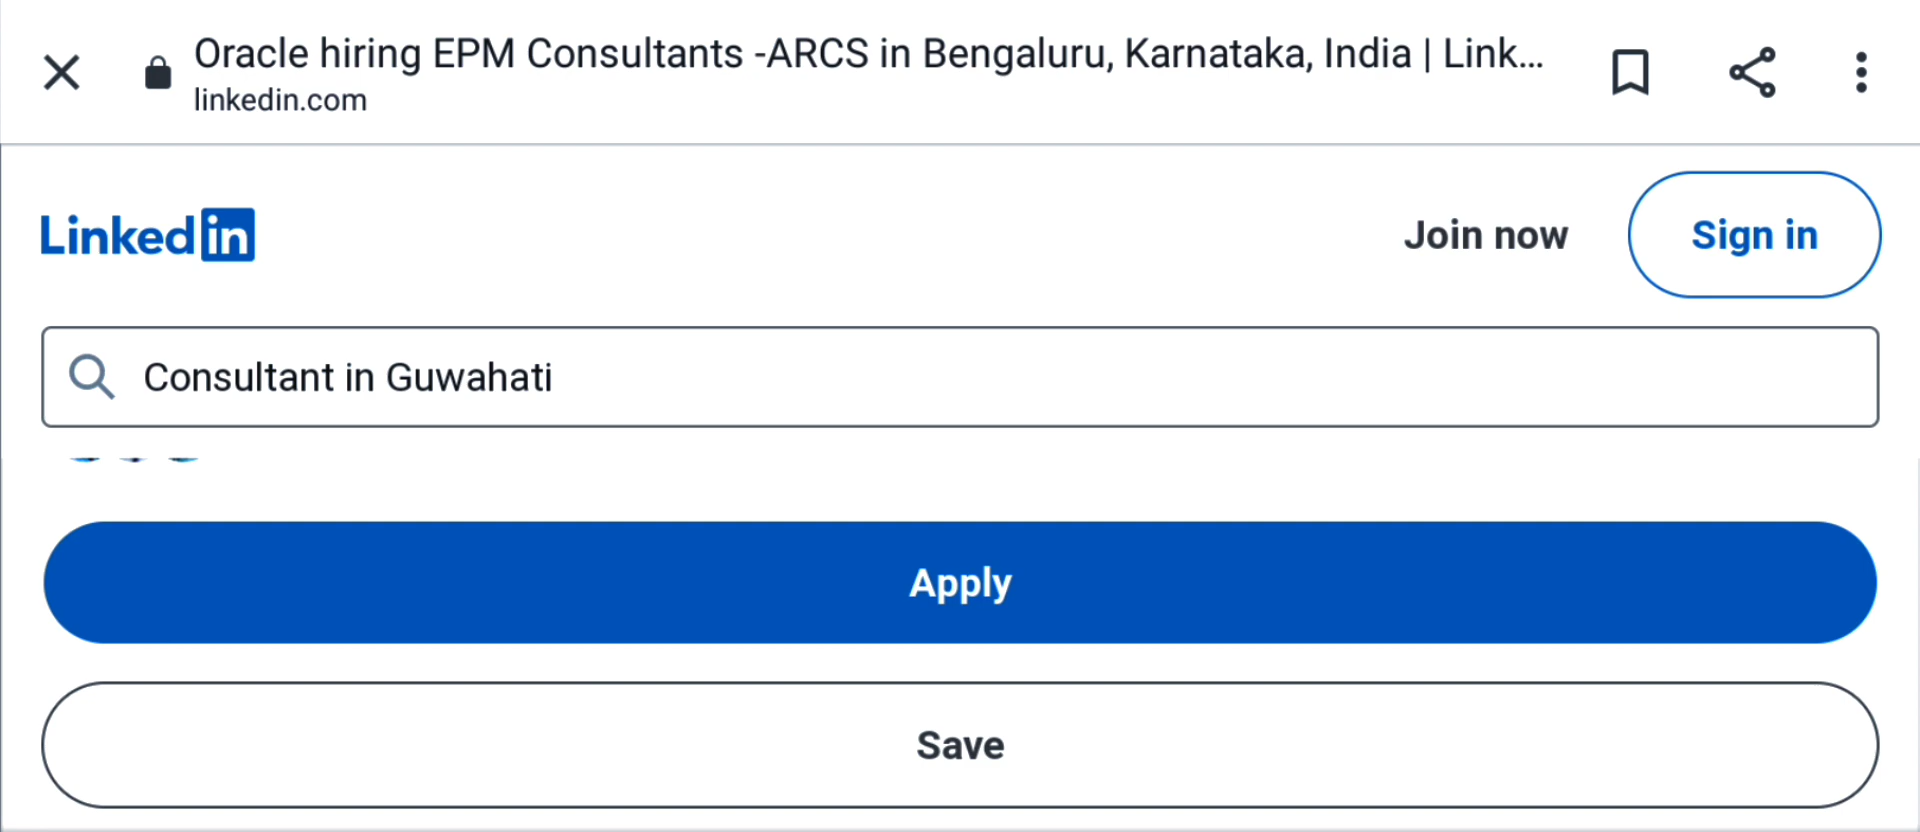 Oracle hiring EPM Consultants -ARCS in Bengaluru, Karnataka, India | Link...
linkedin.com
Linkedin
Join now
Sign in
Consultant in Guwahati
Apply
Save